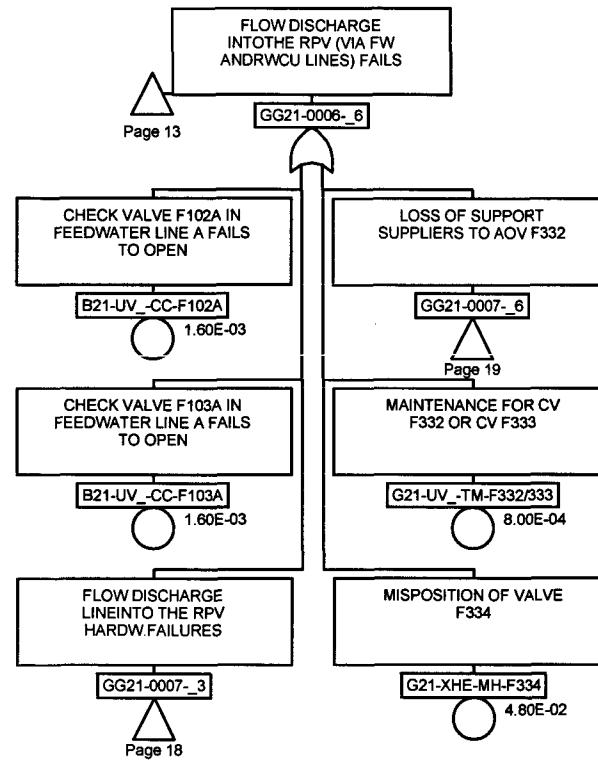 FLOW DISCHARGE
INTOTHE RPV (VIA FW
ANDRWCU LINES) FAILS
Page 13
GG21-0006-_6
CHECK VALVE F102A IN
FEEDWATER LINE A FAILS
TO OPEN
B21-UV_-CC-F102A
1.60E-03
LOSS OF SUPPORT
SUPPLIERS TO AOV F332
GG21-0007-_6
Page 19
CHECK VALVE F103A IN
FEEDWATER LINE A FAILS
TO OPEN
B21-UV_-CC-F103A
1.60E-03
MAINTENANCE FOR CV
F332 OR CV F333
G21-UV_-TM-F332/333
8.00E-04
FLOW DISCHARGE
LINEINTO THE RPV
HARDW.FAILURES
GG21-0007-_3
Page 18
MISPOSITION OF VALVE
F334
G21-XHE-MH-F334
4.80E-02